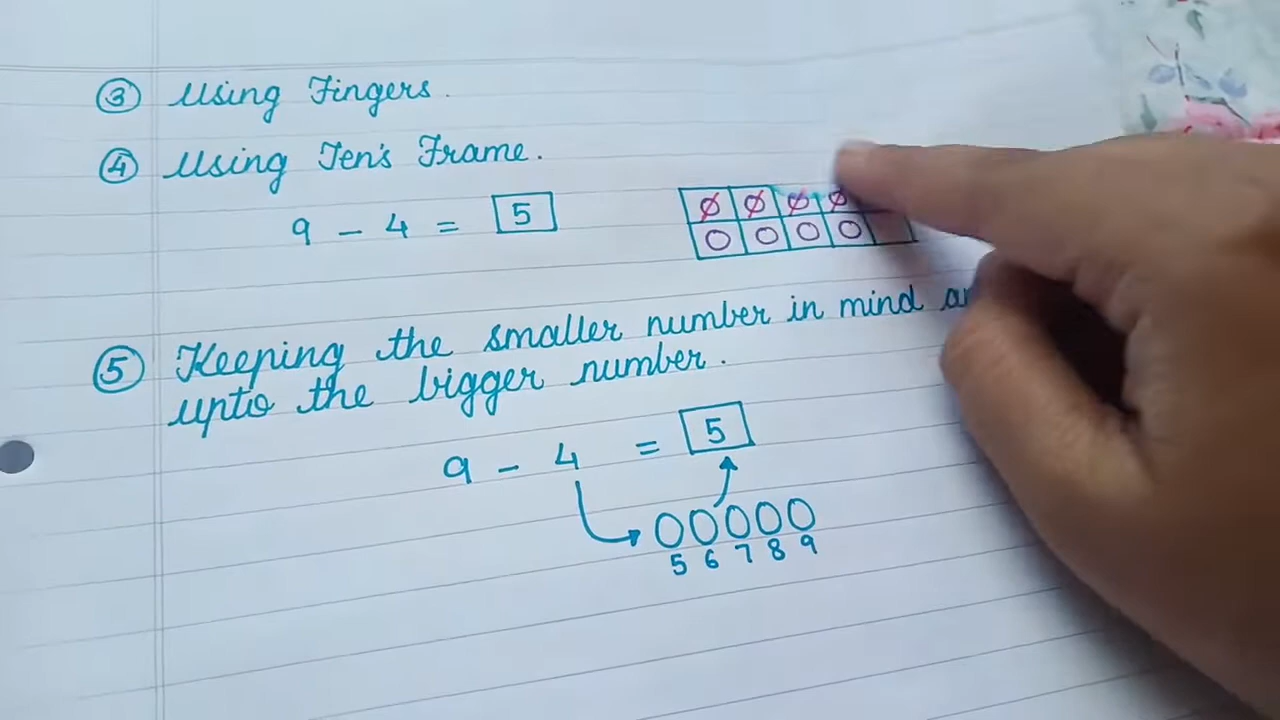 ③ Using Fingers.
④ Using Ten's Frame.
9 - 4 = 5
⑤ Keeping the smaller number in mind
upto the bigger number.
9 - 4 = 5
5 6 7 8 9